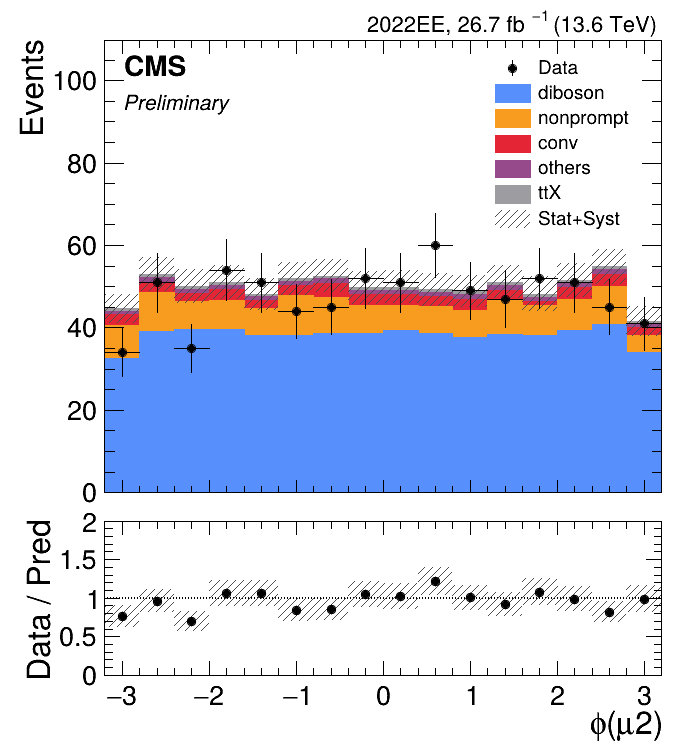 2022EE, 26.7 fb⁻¹ (13.6 TeV)
CMS
Preliminary
Events
Data
diboson
nonprompt
conv
others
ttX
Stat+Syst
100
80
60
40
20
0
Data / Pred
2
1.5
1
0.5
0
−3 −2 −1 0 1 2 3
ϕ(μ2)